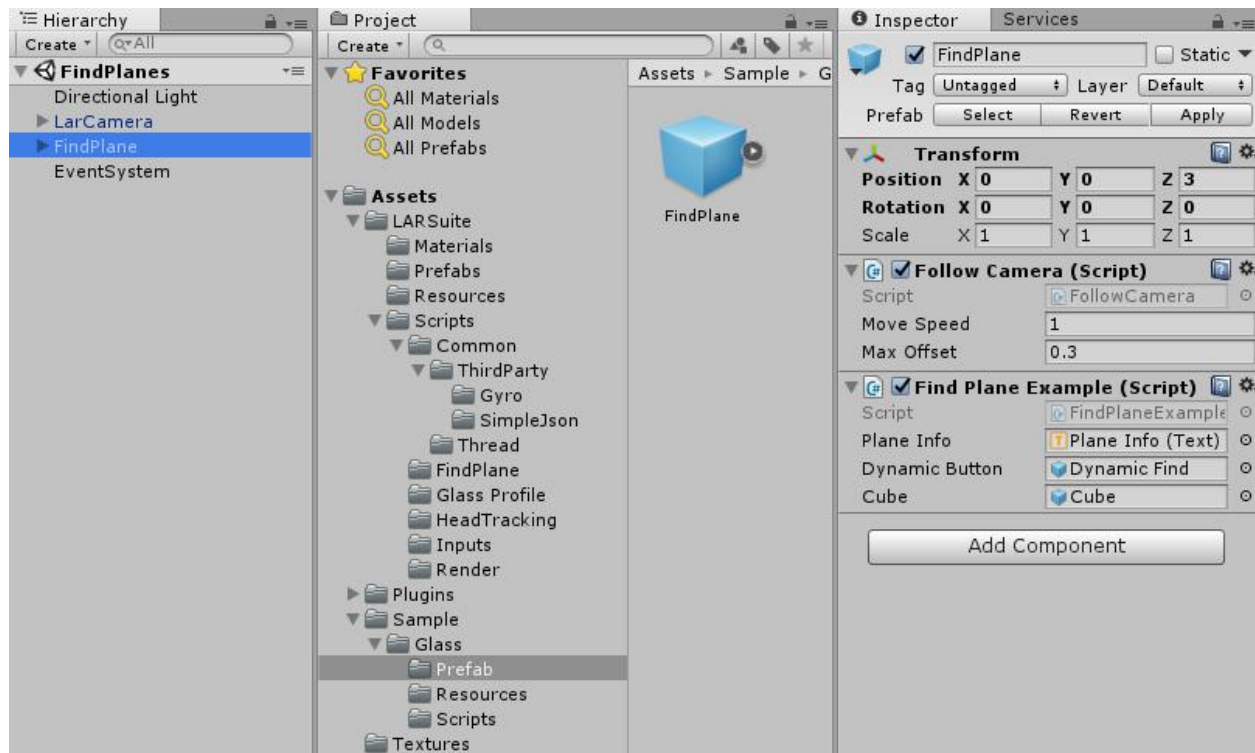 Hierarchy
Create
All
FindPlanes
Directional Light
LarCamera
FindPlane
EventSystem
Project
Create
Favorites
All Materials
All Models
All Prefabs
Assets
LARSuite
Materials
Prefabs
Resources
Scripts
Common
ThirdParty
Gyro
SimpleJson
Thread
FindPlane
Glass Profile
HeadTracking
Inputs
Render
Plugins
Sample
Glass
Prefab
Resources
Scripts
Textures
Assets Sample G
FindPlane
Inspector Services
FindPlane Static
Tag Untagged Layer Default
Prefab Select Revert Apply
Transform
Position X 0 Y 0 Z 3
Rotation X 0 Y 0 Z 0
Scale X 1 Y 1 Z 1
Follow Camera (Script)
Script FollowCamera
Move Speed 1
Max Offset 0.3
Find Plane Example (Script)
Script FindPlaneExample
Plane Info Plane Info (Text)
Dynamic Button Dynamic Find
Cube Cube
Add Component